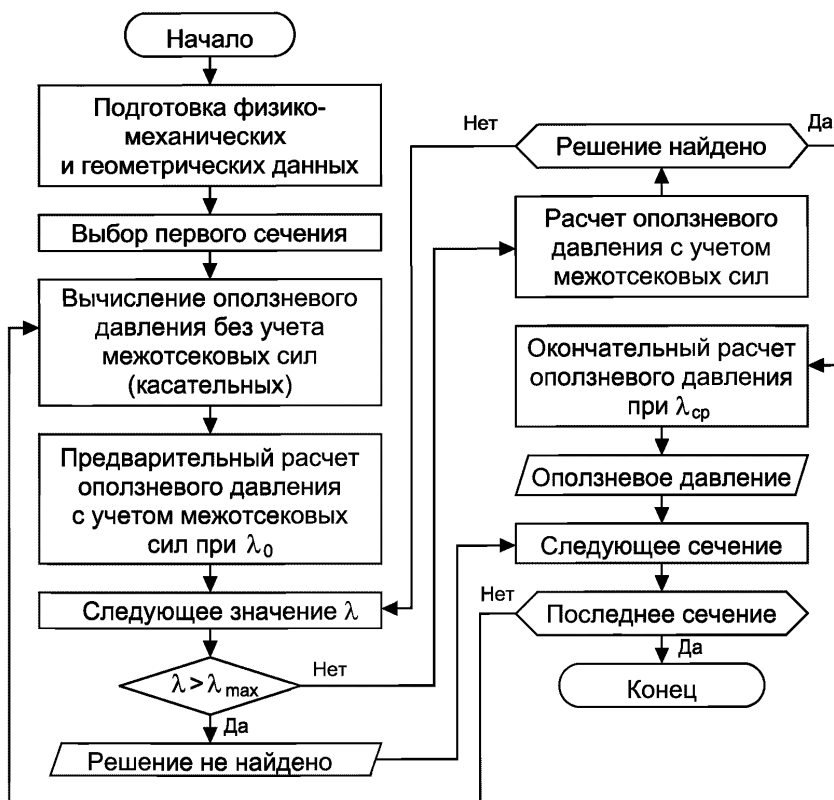 Начало
Подготовка физико-
механических
и геометрических данных
Выбор первого сечения
Вычисление оползневого
давления без учета
межотсековых сил
(касательных)
Предварительный расчет
оползневого давления
с учетом межотсековых
сил при λ₀
Следующее значение λ
λ > λmax
Нет
Да
Решение не найдено
Нет
Решение найдено
Да
Расчет оползневого
давления с учетом
межотсековых сил
Окончательный расчет
оползневого давления
при λср
Оползневое давление
Следующее сечение
Нет
Последнее сечение
Да
Конец